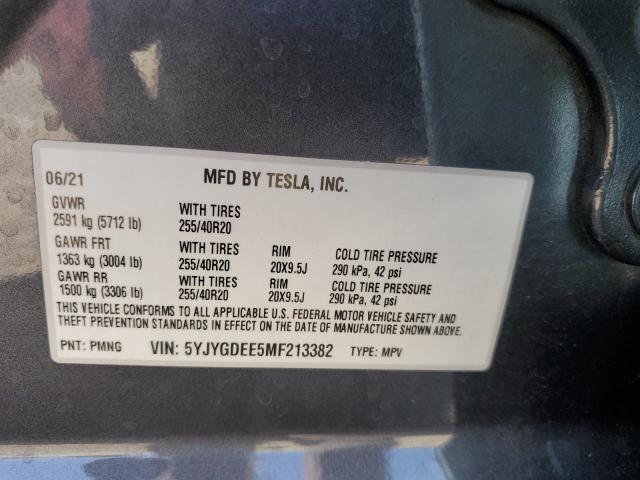 06/21 MFD BY TESLA, INC.
GVWR
2591 kg (5712 lb) WITH TIRES 255/40R20
GAWR FRT WITH TIRES RIM COLD TIRE PRESSURE
1363 kg (3004 lb) 255/40R20 20X9.5J 290 kPa, 42 psi
GAWR RR WITH TIRES RIM COLD TIRE PRESSURE
1500 kg (3306 lb) 255/40R20 20X9.5J 290 kPa, 42 psi
THIS VEHICLE CONFORMS TO ALL APPLICABLE U.S. FEDERAL MOTOR VEHICLE SAFETY AND
THEFT PREVENTION STANDARDS IN EFFECT ON THE DATE OF MANUFACTURE SHOWN ABOVE.
PNT: PMNG VIN: 5YJYGDEE5MF213382 TYPE: MPV